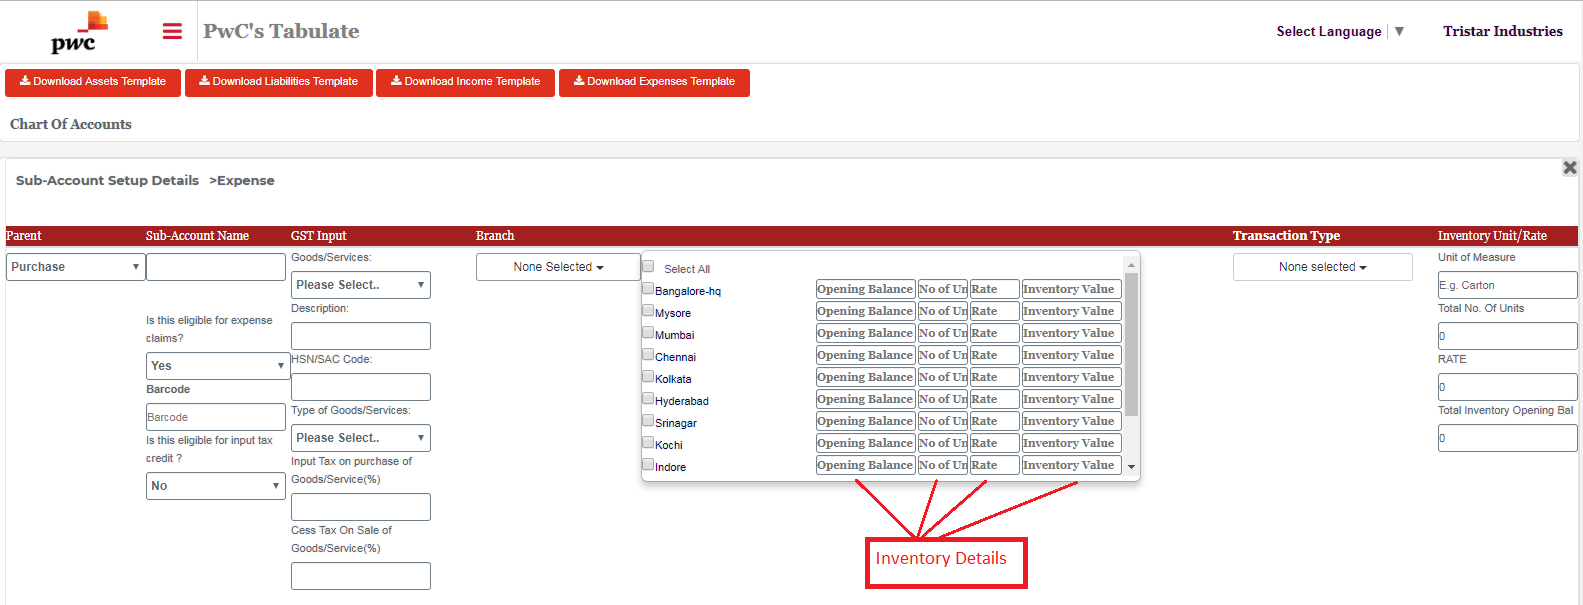 pwc
PwC's Tabulate
Select Language ▼
Tristar Industries
Download Assets Template
Download Liabilities Template
Download Income Template
Download Expenses Template
Chart Of Accounts
Sub-Account Setup Details >Expense
Parent
Sub-Account Name
GST Input
Branch
Transaction Type
Inventory Unit/Rate
Purchase
Is this eligible for expense
claims?
Yes
Barcode
Barcode
Is this eligible for input tax
credit ?
No
Goods/Services:
Please Select..
Description:
HSN/SAC Code:
Type of Goods/Services:
Please Select..
Input Tax on purchase of
Goods/Service(%)
Cess Tax On Sale of
Goods/Service(%)
None Selected
Select All
Bangalore-hq Opening Balance No of Un Rate Inventory Value
Mysore Opening Balance No of Un Rate Inventory Value
Mumbai Opening Balance No of Un Rate Inventory Value
Chennai Opening Balance No of Un Rate Inventory Value
Kolkata Opening Balance No of Un Rate Inventory Value
Hyderabad Opening Balance No of Un Rate Inventory Value
Srinagar Opening Balance No of Un Rate Inventory Value
Kochi Opening Balance No of Un Rate Inventory Value
Indore Opening Balance No of Un Rate Inventory Value
Inventory Details
None selected
Unit of Measure
E.g. Carton
Total No. Of Units
0
RATE
0
Total Inventory Opening Bal
0